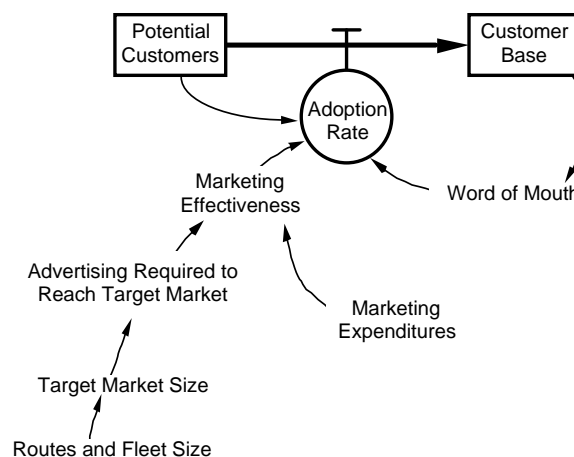 Potential
Customers
Customer
Base
Adoption
Rate
Marketing
Effectiveness
Word of Mouth
Advertising Required to
Reach Target Market
Marketing
Expenditures
Target Market Size
Routes and Fleet Size